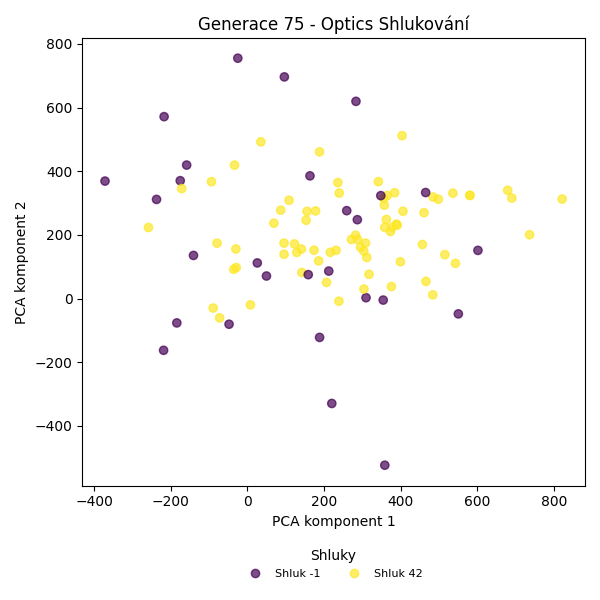 Generace 75 - Optics Shlukování
800
600
400
200
0
−200
−400
PCA komponent 2
−400
−200
0
200
400
600
800
PCA komponent 1
Shluky
Shluk -1
Shluk 42